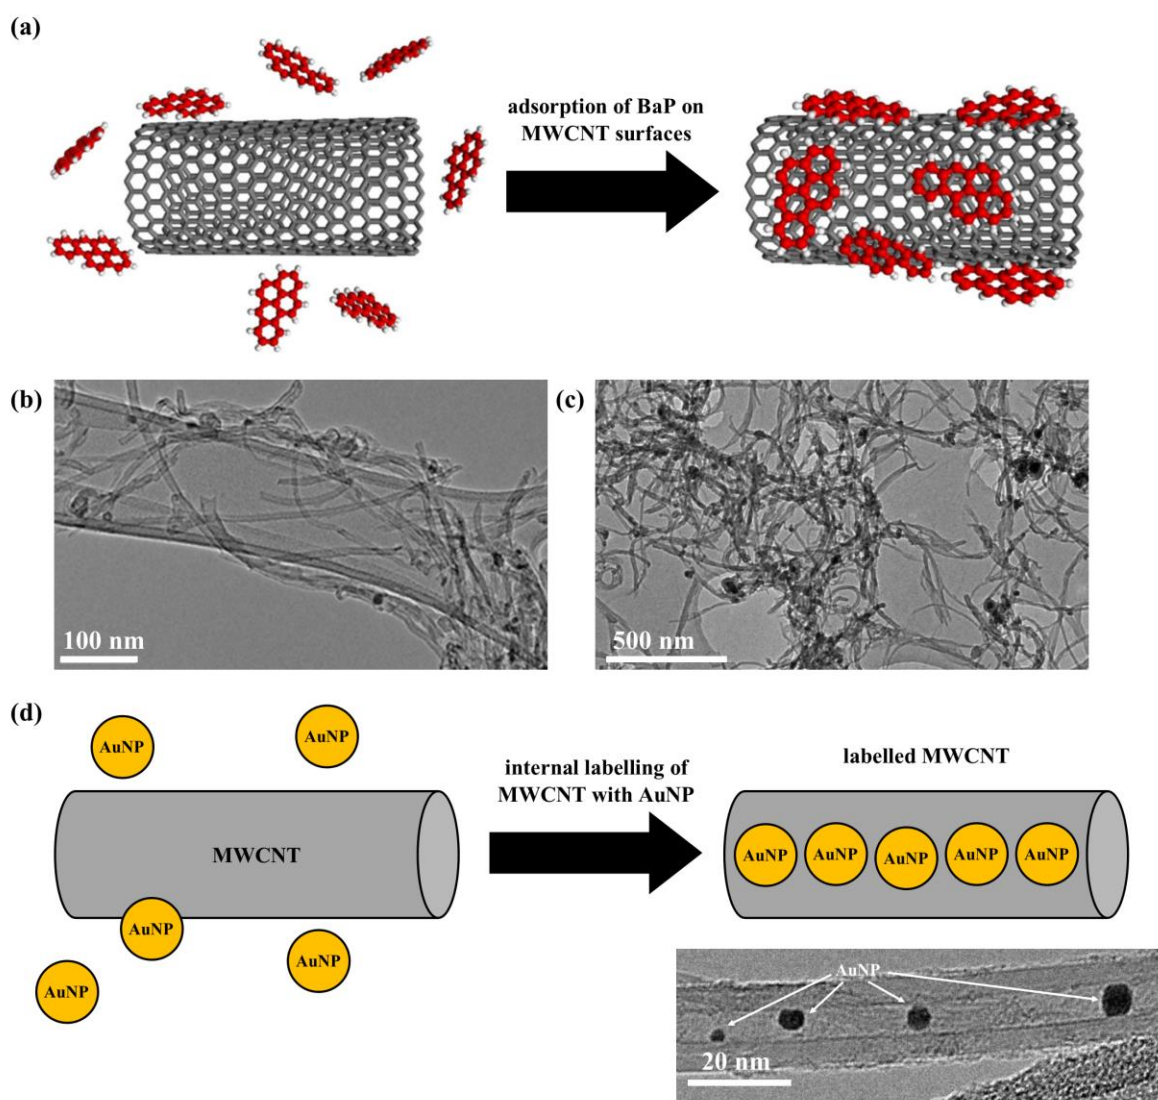 (a)
adsorption of BaP on
MWCNT surfaces
(b)
100 nm
(c)
500 nm
(d)
AuNP
AuNP
MWCNT
AuNP
AuNP
AuNP
internal labelling of
MWCNT with AuNP
labelled MWCNT
AuNP AuNP AuNP AuNP AuNP
AuNP
20 nm